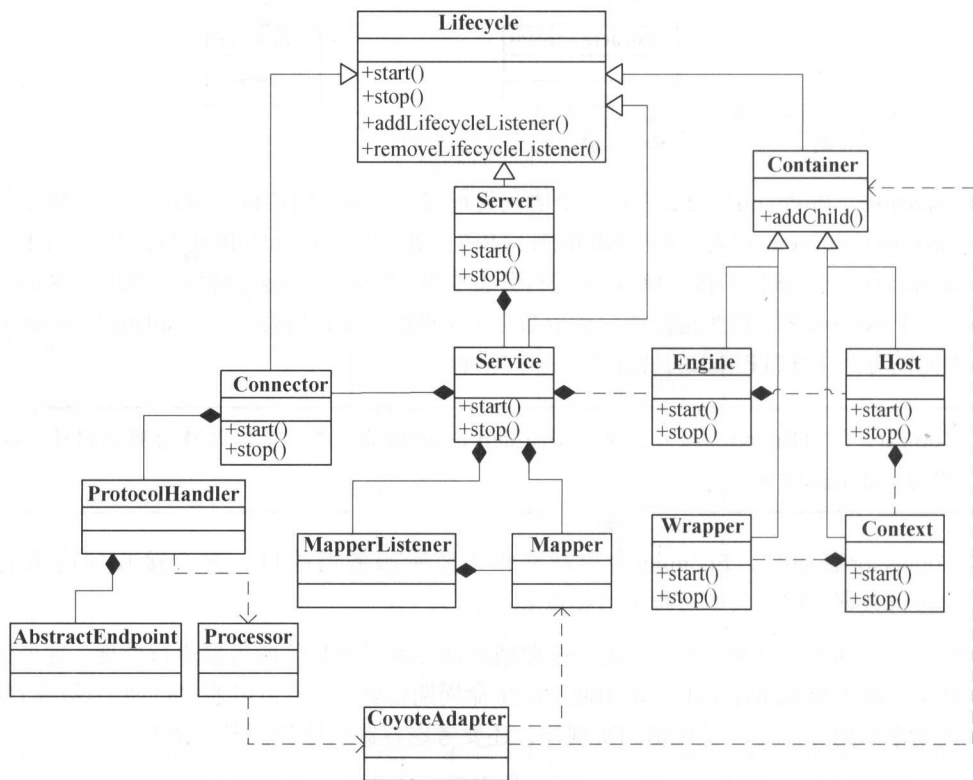 Lifecycle
+start()
+stop()
+addLifecycleListener()
+removeLifecycleListener()
Container
+addChild()
Server
+start()
+stop()
Service
+start()
+stop()
Engine
+start()
+stop()
Host
+start()
+stop()
Connector
+start()
+stop()
ProtocolHandler
MapperListener
Mapper
Wrapper
+start()
+stop()
Context
+start()
+stop()
AbstractEndpoint
Processor
CoyoteAdapter